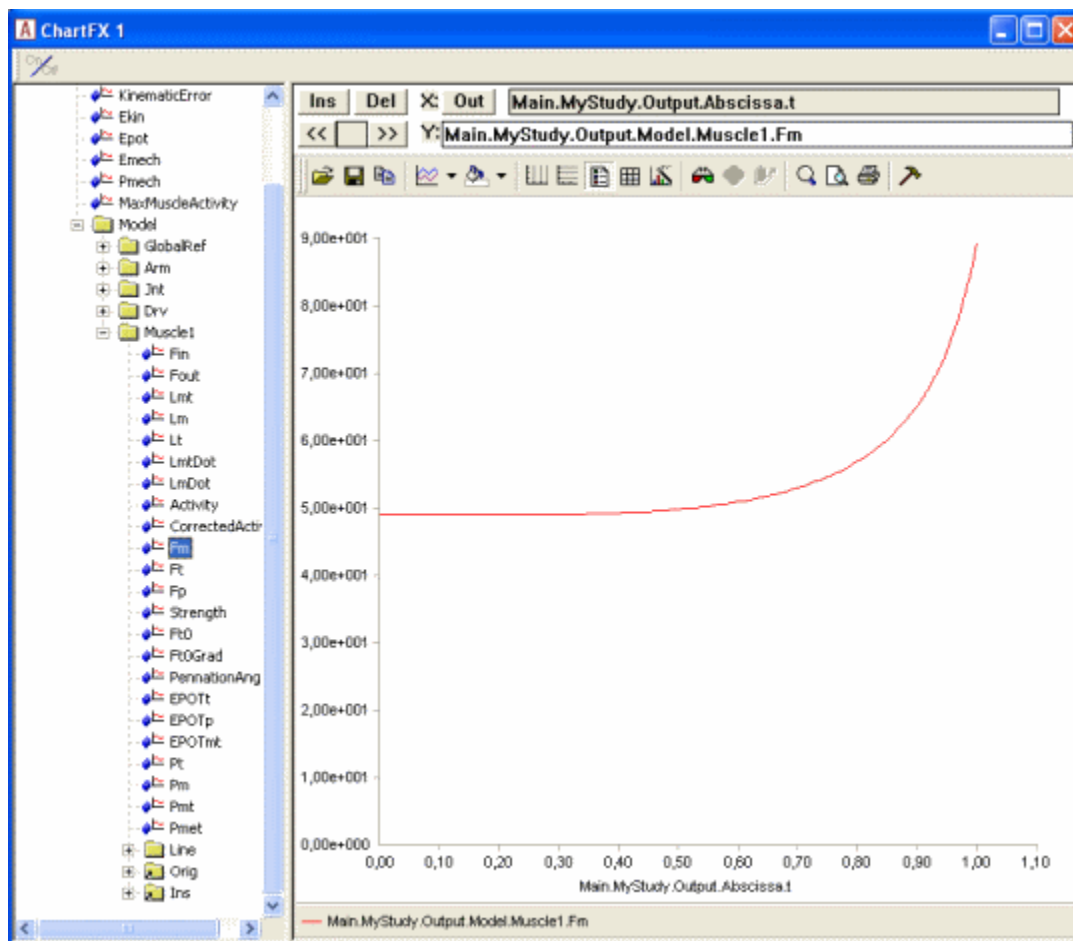 ChartFX 1
KinematicError
Ekin
Epot
Emech
Pmech
MaxMuscleActivity
Model
GlobalRef
Arm
Jnt
Drv
Muscle1
Fin
Fout
Lmt
Lm
Lt
LmtDot
LmDot
Activity
CorrectedActiv
Fm
Ft
Fp
Strength
Ft0
Ft0Grad
PennationAng
EPOTt
EPOTp
EPOTmt
Pt
Pm
Pmt
Pmet
Line
Orig
Ins
Ins Del X: Out Main.MyStudy.Output.Abscissa.t
<< >> Y: Main.MyStudy.Output.Model.Muscle1.Fm
9,00e+001
8,00e+001
7,00e+001
6,00e+001
5,00e+001
4,00e+001
3,00e+001
2,00e+001
1,00e+001
0,00e+000
0,00 0,10 0,20 0,30 0,40 0,50 0,60 0,70 0,80 0,90 1,00 1,10
Main.MyStudy.Output.Abscissa.t
Main.MyStudy.Output.Model.Muscle1.Fm